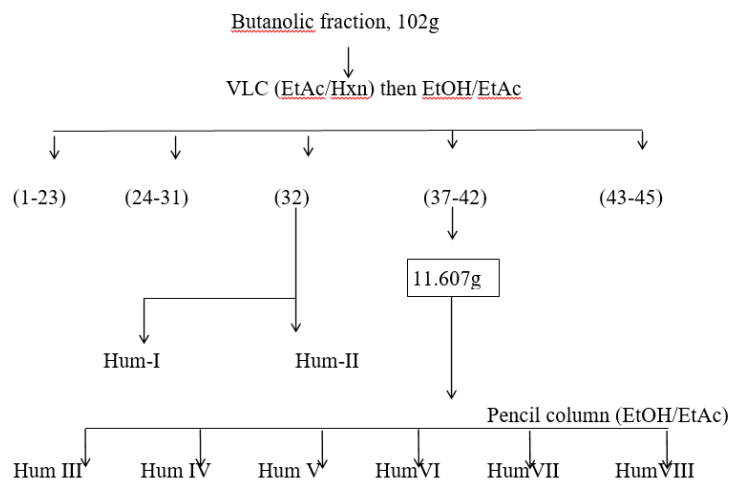 Butanolic fraction, 102g
VLC (EtAc/Hxn) then EtOH/EtAc
(1-23) (24-31) (32) (37-42) (43-45)
11.607g
Hum-I Hum-II
Pencil column (EtOH/EtAc)
Hum III Hum IV Hum V HumVI HumVII HumVIII